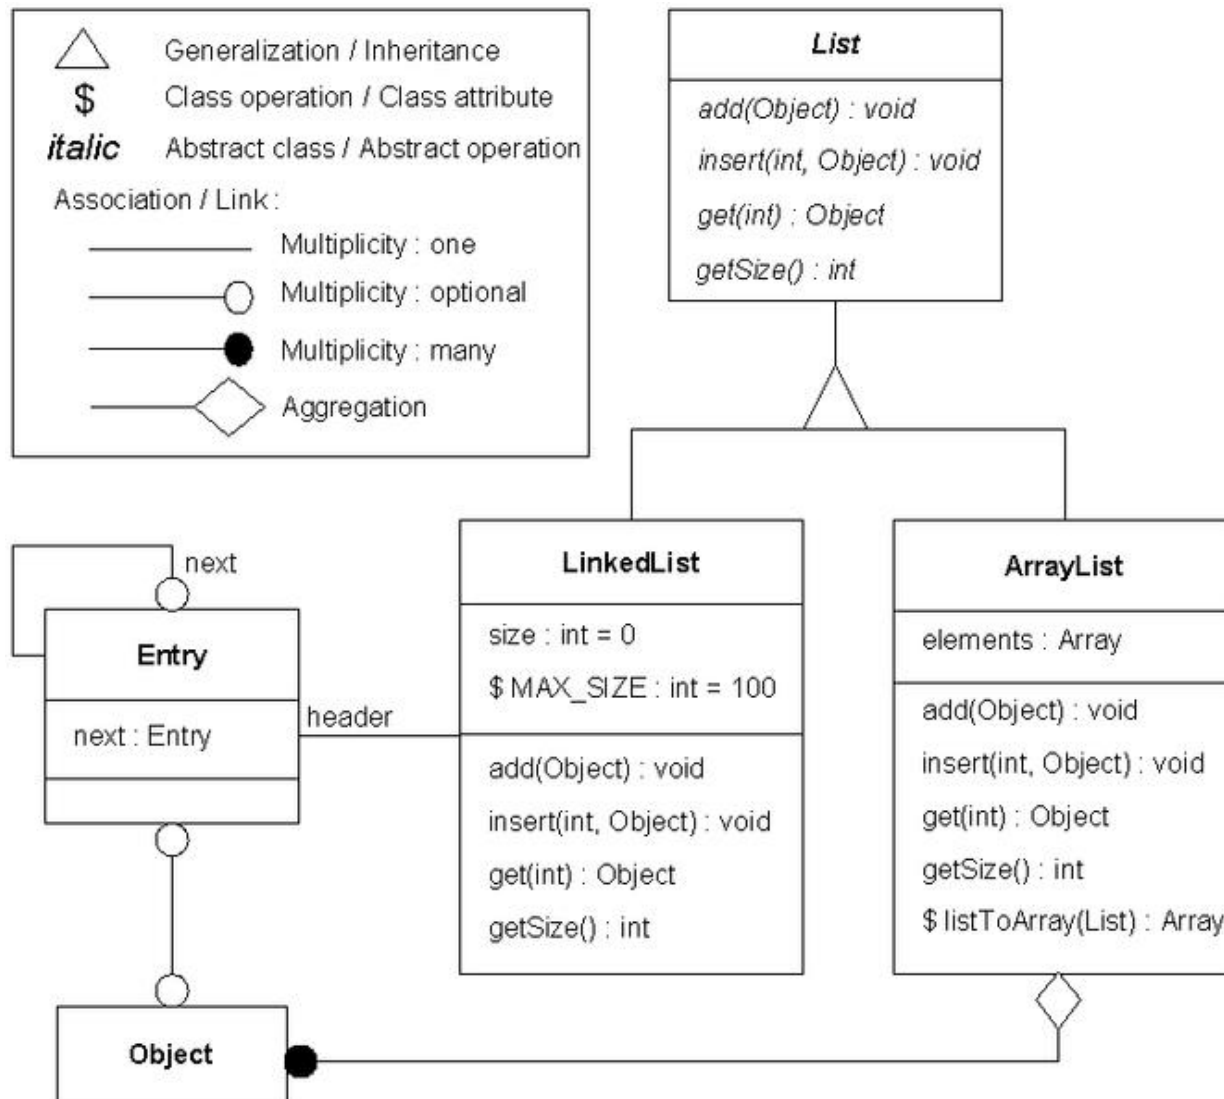 Generalization / Inheritance
$ Class operation / Class attribute
italic Abstract class / Abstract operation
Association / Link :
Multiplicity : one
Multiplicity : optional
Multiplicity : many
Aggregation
List
add(Object) : void
insert(int, Object) : void
get(int) : Object
getSize() : int
next
Entry
next : Entry
header
LinkedList
size : int = 0
$ MAX_SIZE : int = 100
add(Object) : void
insert(int, Object) : void
get(int) : Object
getSize() : int
ArrayList
elements : Array
add(Object) : void
insert(int, Object) : void
get(int) : Object
getSize() : int
$ listToArray(List) : Array
Object